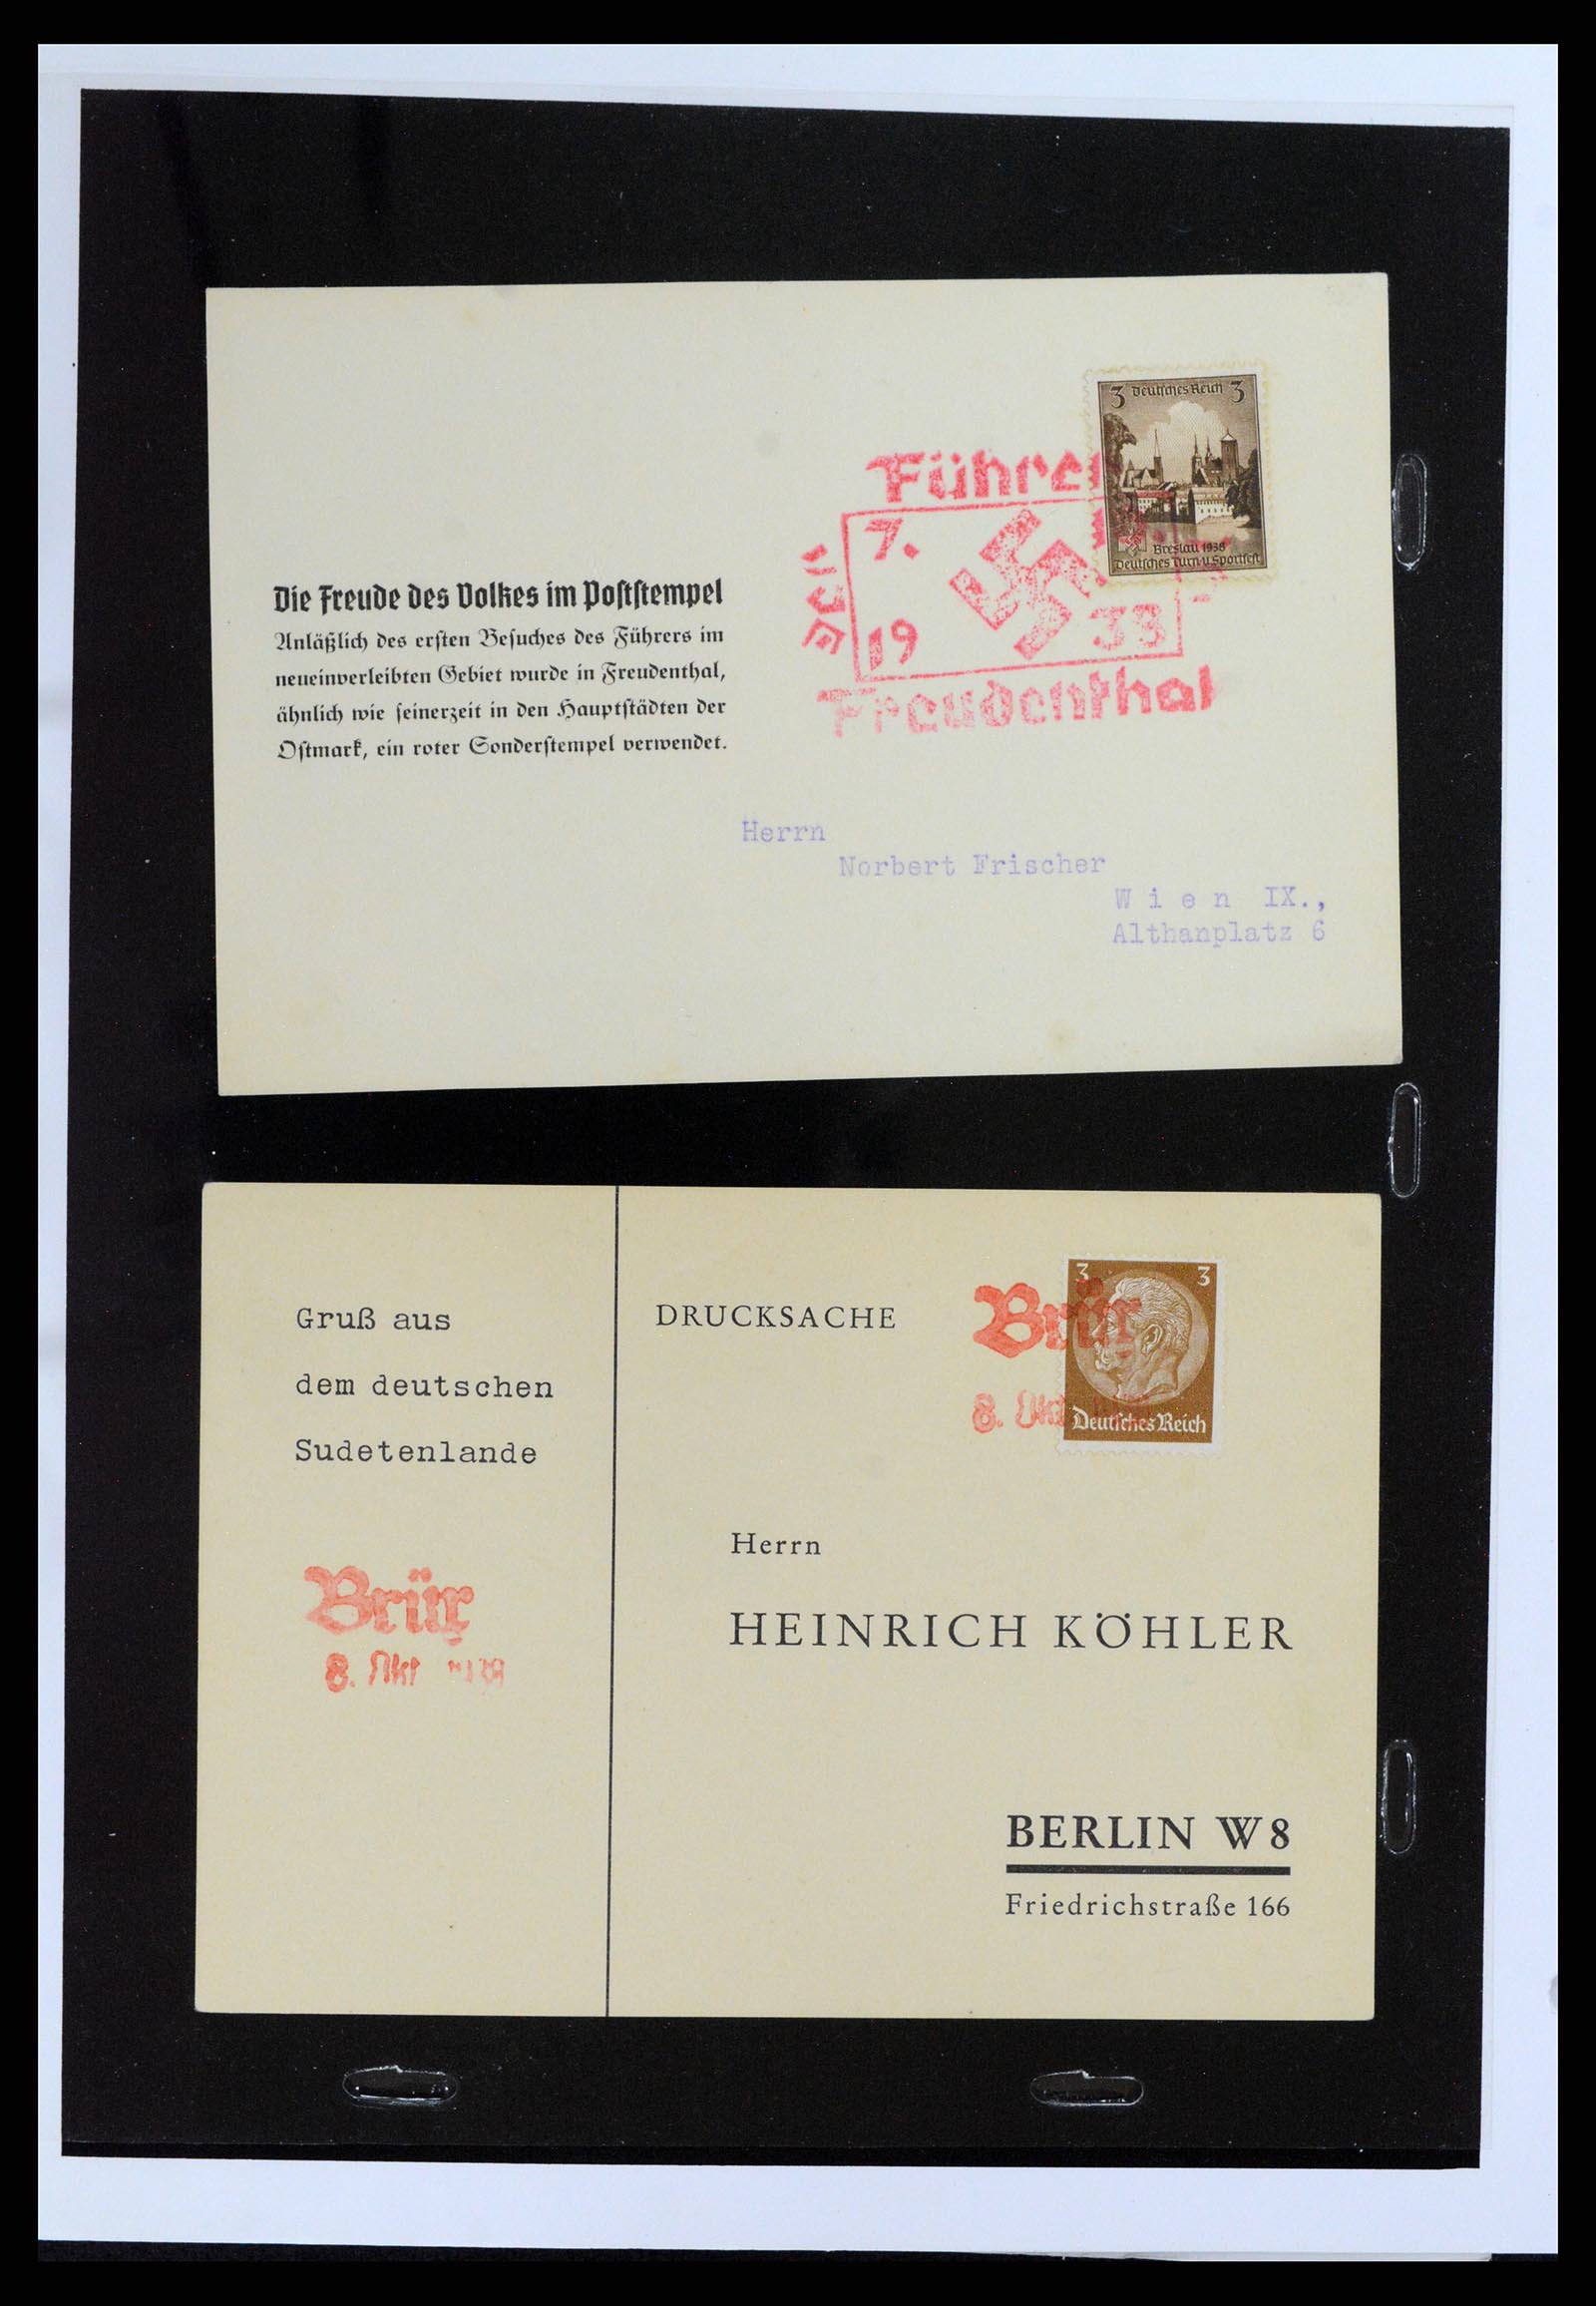 3 Deutsches Reich 3
Breslau 1938
Deutsches Turn-u.Sportfest
7.
19 38
Freudenthal
Die Freude des Volkes im Poststempel
Anläßlich des ersten Besuches des Führers im
neueinverleibten Gebiet wurde in Freudenthal,
ähnlich wie seinerzeit in den Hauptstädten der
Ostmark, ein roter Sonderstempel verwendet.
Herrn
Norbert Frischer
Wien IX.,
Althanplatz 6
Gruß aus
dem deutschen
Sudetenlande
Brüx
8. Okt 1938
DRUCKSACHE
Brüx
8. Okt
3 3
Deutsches Reich
Herrn
HEINRICH KÖHLER
BERLIN W8
Friedrichstraße 166